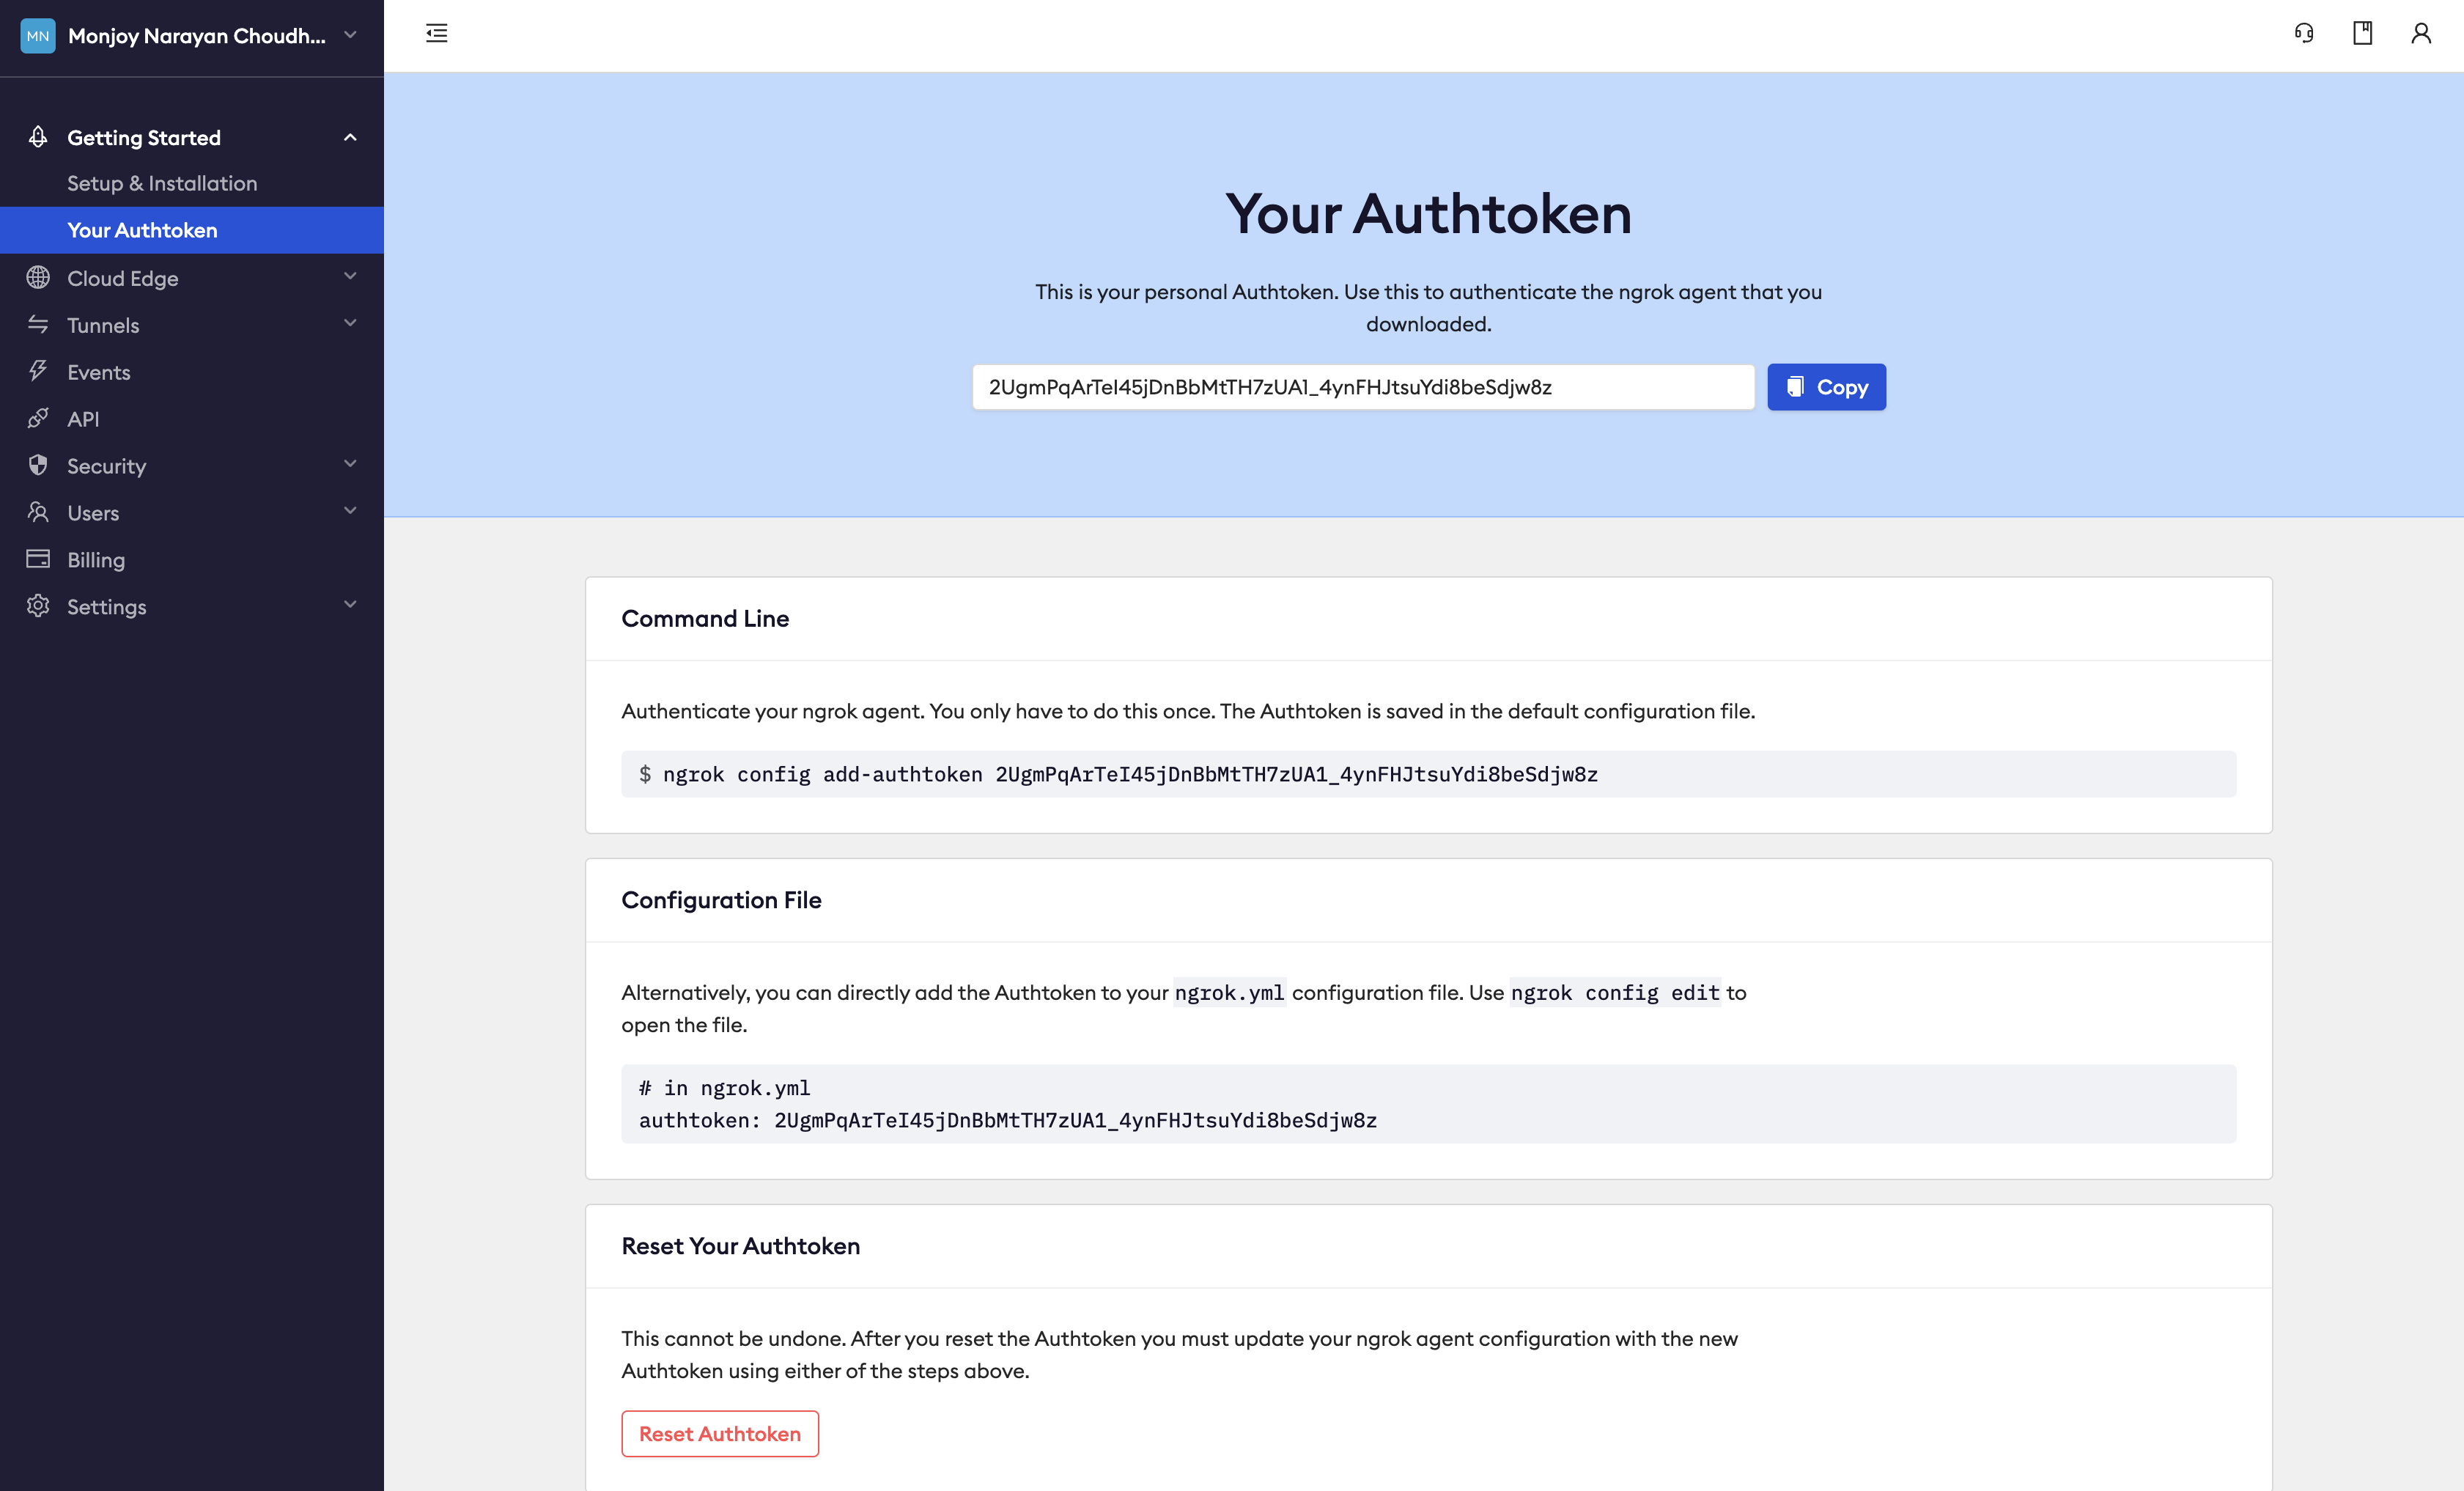 MN Monjoy Narayan Choudh...
Getting Started
Setup & Installation
Your Authtoken
Cloud Edge
Tunnels
Events
API
Security
Users
Billing
Settings
Your Authtoken
This is your personal Authtoken. Use this to authenticate the ngrok agent that you
downloaded.
2UgmPqArTeI45jDnBbMtTH7zUA1_4ynFHJtsuYdi8beSdjw8z
Copy
Command Line
Authenticate your ngrok agent. You only have to do this once. The Authtoken is saved in the default configuration file.
$ ngrok config add-authtoken 2UgmPqArTeI45jDnBbMtTH7zUA1_4ynFHJtsuYdi8beSdjw8z
Configuration File
Alternatively, you can directly add the Authtoken to your ngrok.yml configuration file. Use ngrok config edit to
open the file.
# in ngrok.yml
authtoken: 2UgmPqArTeI45jDnBbMtTH7zUA1_4ynFHJtsuYdi8beSdjw8z
Reset Your Authtoken
This cannot be undone. After you reset the Authtoken you must update your ngrok agent configuration with the new
Authtoken using either of the steps above.
Reset Authtoken